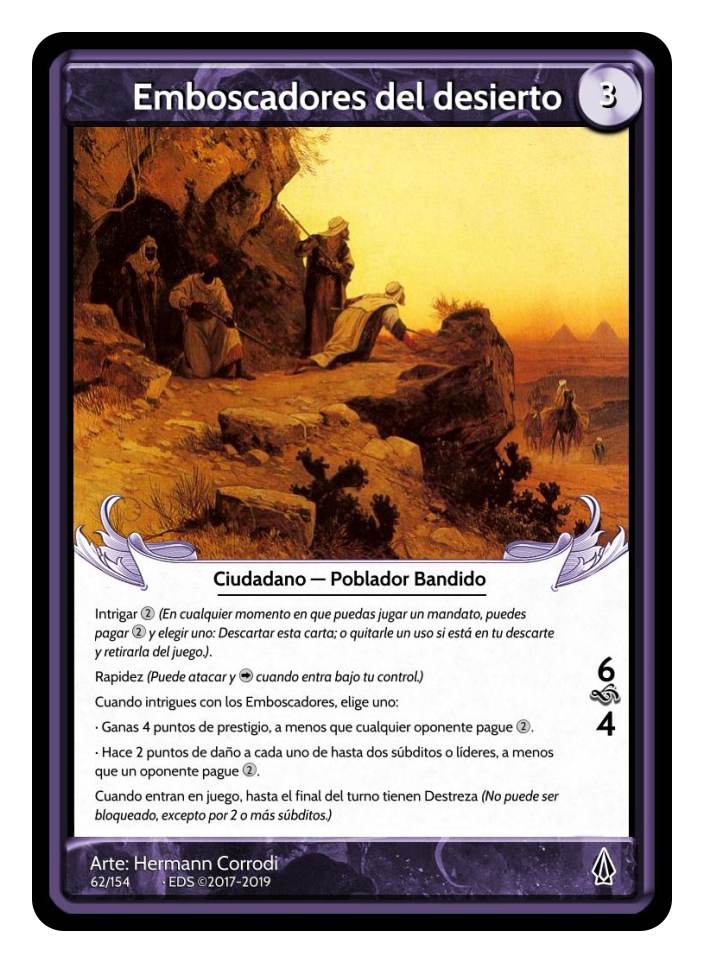 Emboscadores del desierto
3
Ciudadano — Poblador Bandido
Intrigar ② (En cualquier momento en que puedas jugar un mandato, puedes
pagar ② y elegir uno: Descartar esta carta; o quitarle un uso si está en tu descarte
y retirarla del juego.).
Rapidez (Puede atacar y ➡ cuando entra bajo tu control.)
Cuando intrigues con los Emboscadores, elige uno:
· Ganas 4 puntos de prestigio, a menos que cualquier oponente pague ②.
· Hace 2 puntos de daño a cada uno de hasta dos súbditos o líderes, a menos
que un oponente pague ②.
Cuando entran en juego, hasta el final del turno tienen Destreza (No puede ser
bloqueado, excepto por 2 o más súbditos.)
6
4
Arte: Hermann Corrodi
62/154 · EDS ©2017-2019